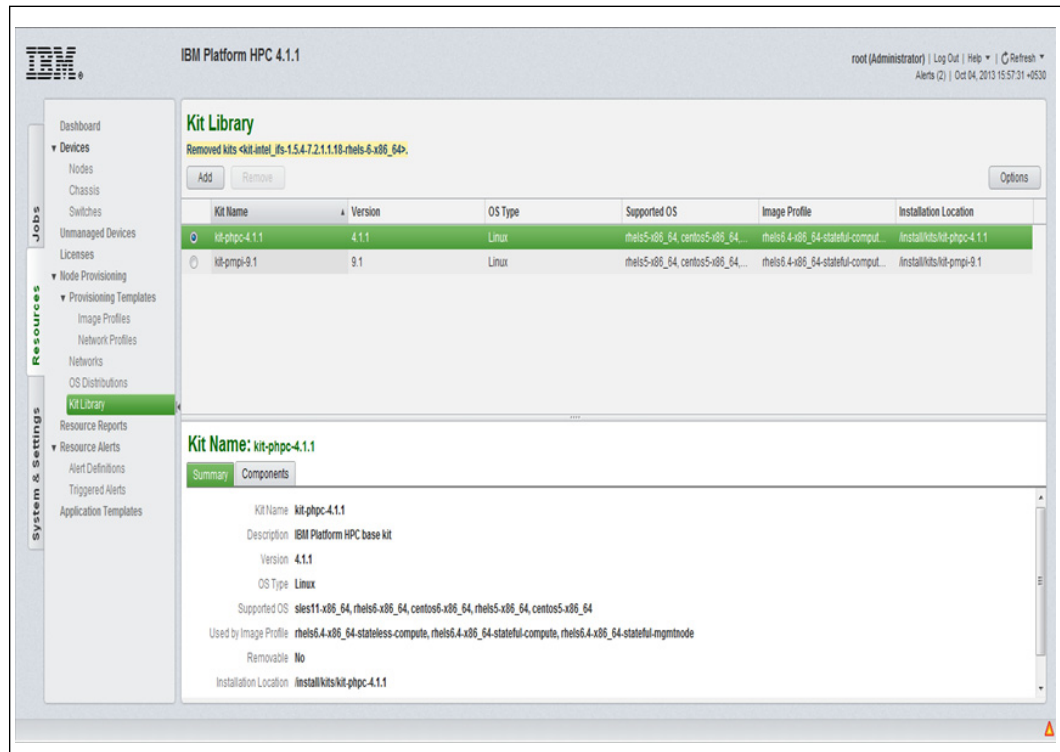 IBM®
IBM Platform HPC 4.1.1
root (Administrator) | Log Out | Help | Refresh
Alerts (2) | Oct 04, 2013 15:57:31 +0530
Jobs
Resources
System & Settings
Dashboard
Devices
Nodes
Chassis
Switches
Unmanaged Devices
Licenses
Node Provisioning
Provisioning Templates
Image Profiles
Network Profiles
Networks
OS Distributions
Kit Library
Resource Reports
Resource Alerts
Alert Definitions
Triggered Alerts
Application Templates
Kit Library
Removed kits <kit-intel_ifs-1.5.4-7.2.1.1.18-rhels-6-x86_64>.
Add Remove Options
Kit Name Version OS Type Supported OS Image Profile Installation Location
kit-phpc-4.1.1 4.1.1 Linux rhels5-x86_64, centos5-x86_64,... rhels6.4-x86_64-stateful-comput... /install/kits/kit-phpc-4.1.1
kit-pmpi-9.1 9.1 Linux rhels5-x86_64, centos5-x86_64,... rhels6.4-x86_64-stateful-comput... /install/kits/kit-pmpi-9.1
Kit Name: kit-phpc-4.1.1
Summary Components
Kit Name kit-phpc-4.1.1
Description IBM Platform HPC base kit
Version 4.1.1
OS Type Linux
Supported OS sles11-x86_64, rhels6-x86_64, centos6-x86_64, rhels5-x86_64, centos5-x86_64
Used by Image Profile rhels6.4-x86_64-stateless-compute, rhels6.4-x86_64-stateful-compute, rhels6.4-x86_64-stateful-mgmtnode
Removable No
Installation Location /install/kits/kit-phpc-4.1.1